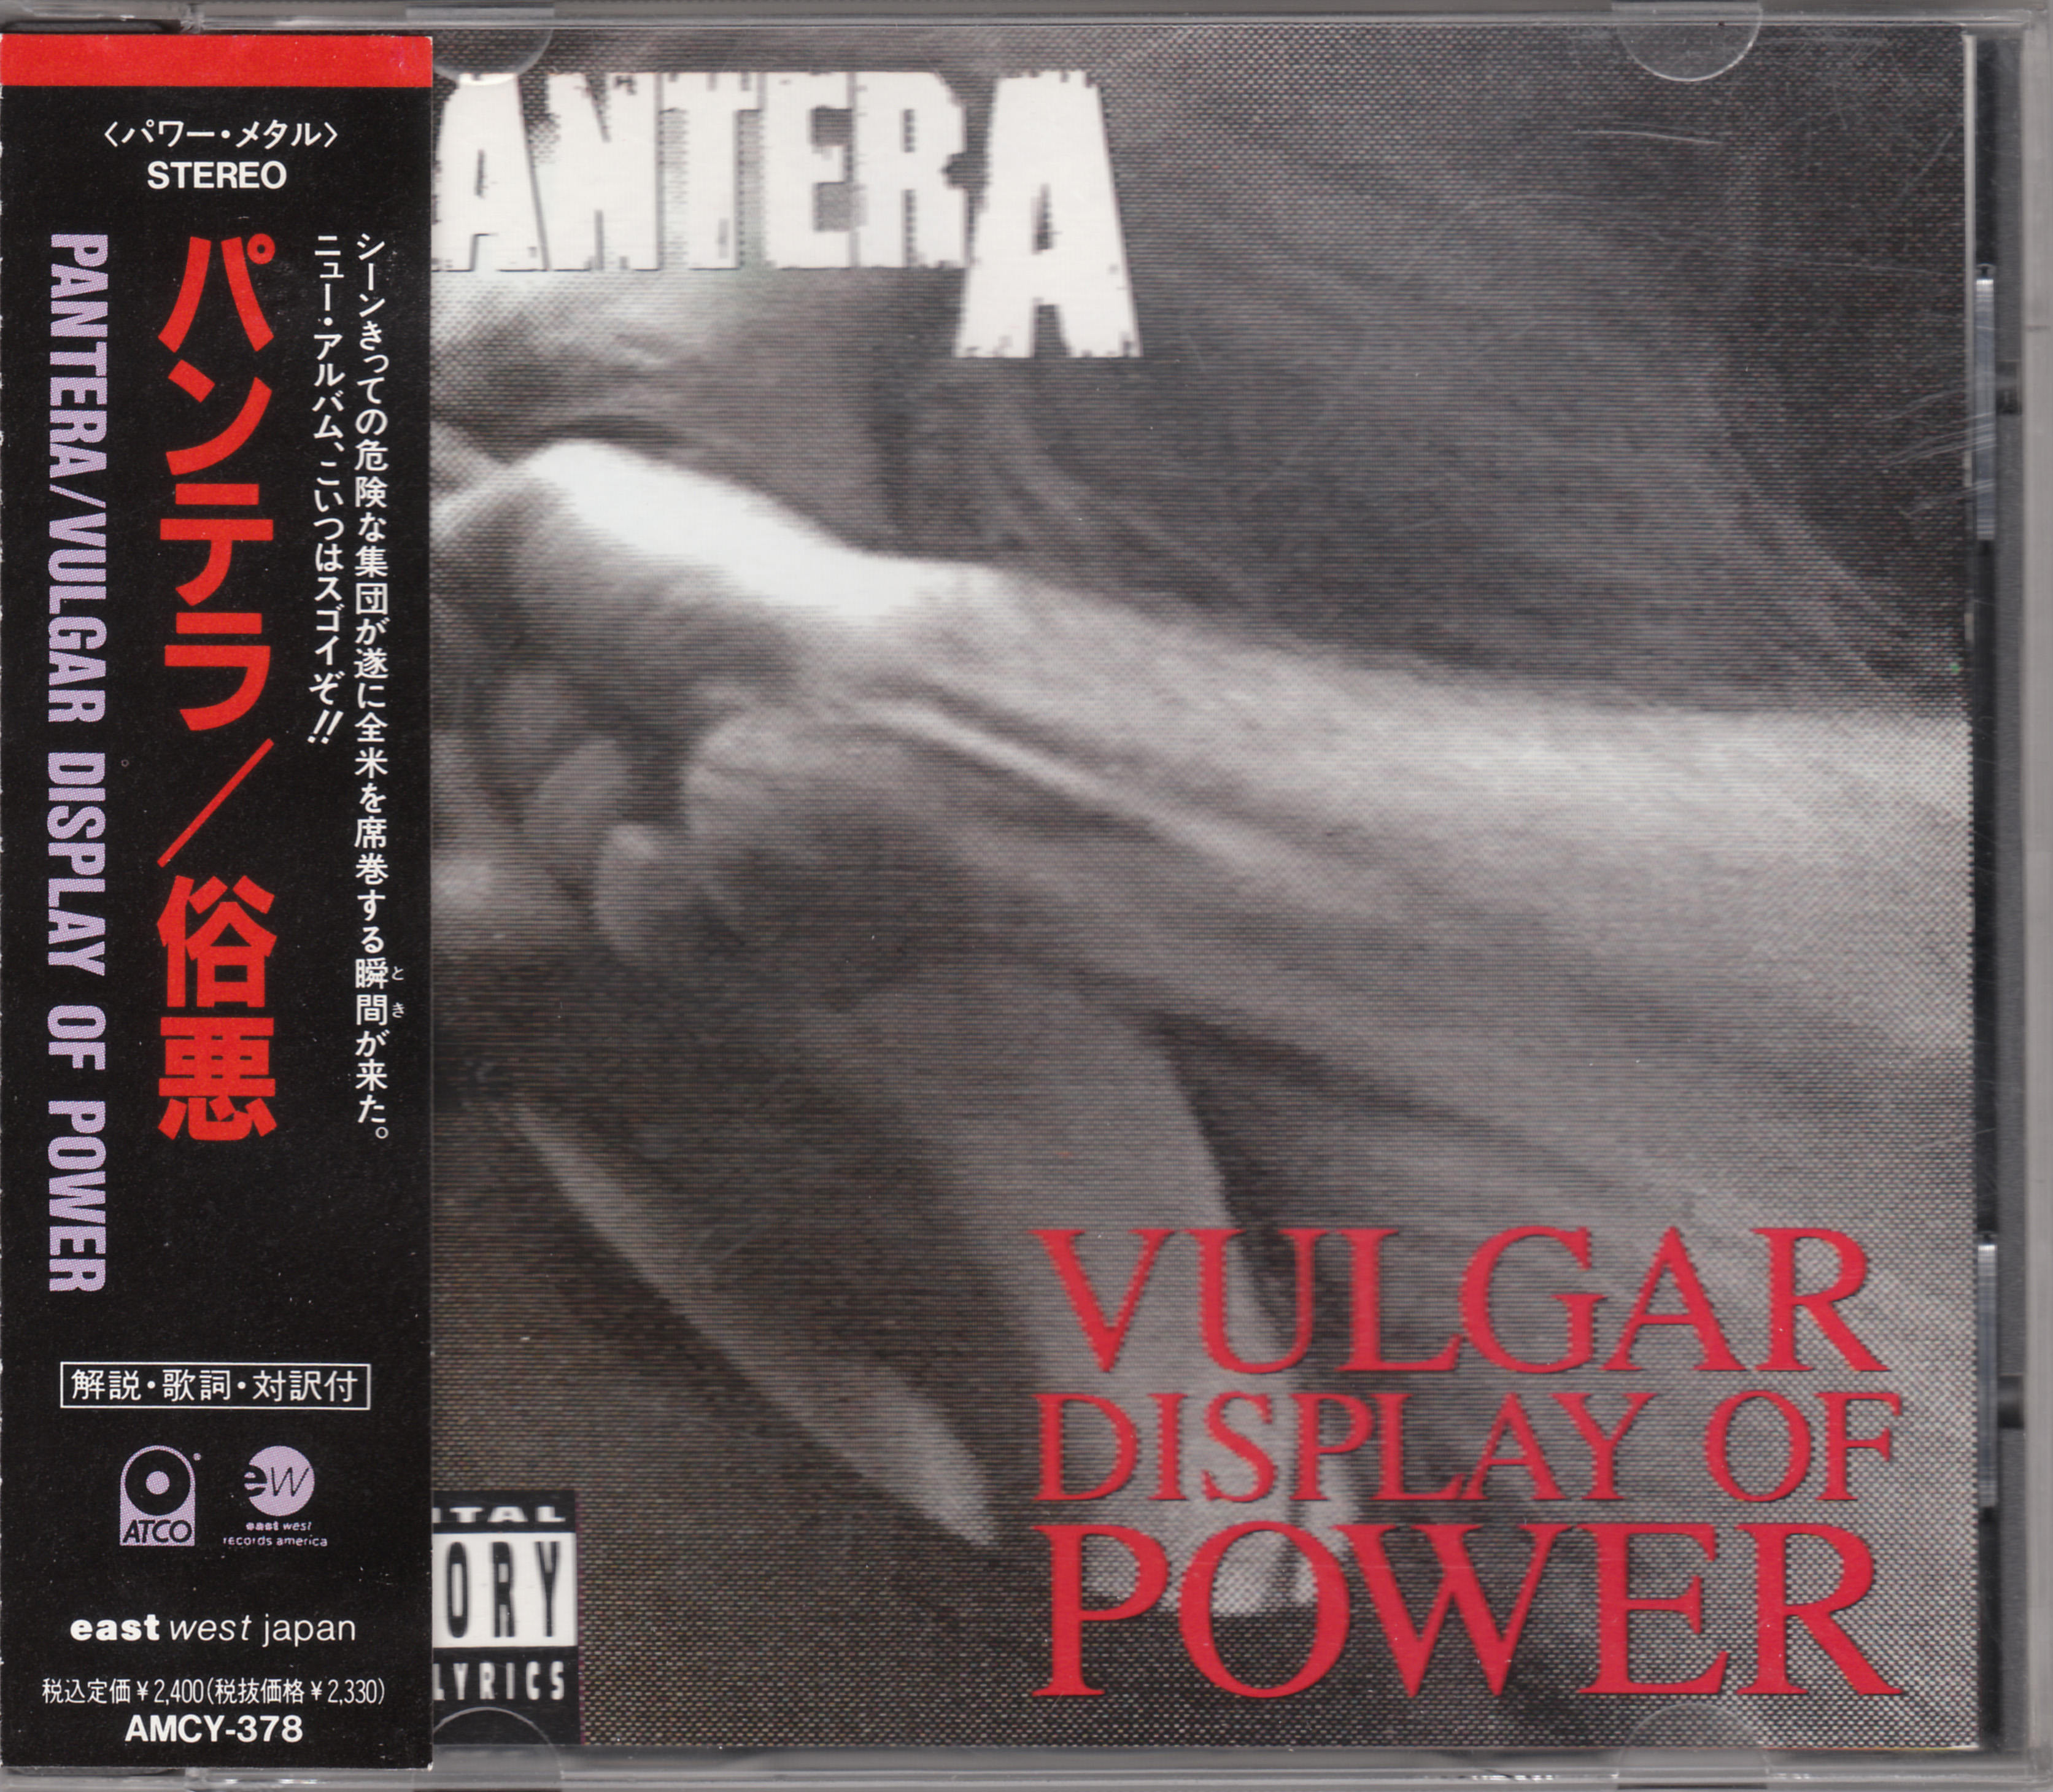 〈パワー・メタル〉
STEREO
シーンきっての危険な集団が遂に全米を席巻する瞬間が来た。
とき
ニュー・アルバム、こいつはスゴイぞ!!
パンテラ／俗悪
PANTERA/VULGAR DISPLAY OF POWER
解説・歌詞・対訳付
ATCO
ew
east west
records america
east west japan
税込定価¥2,400(税抜価格¥2,330)
AMCY-378
ANTERA
VULGAR
DISPLAY OF
POWER
ITAL
ORY
LYRICS